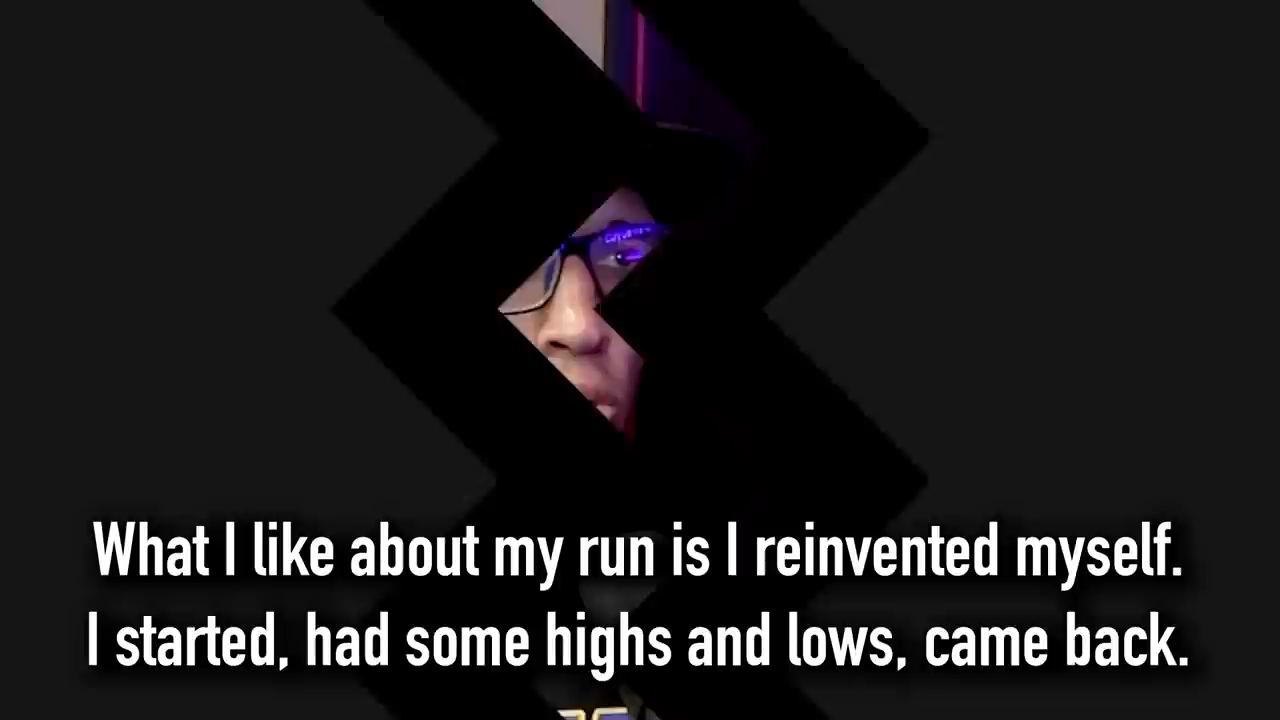 What I like about my run is I reinvented myself.
I started, had some highs and lows, came back.